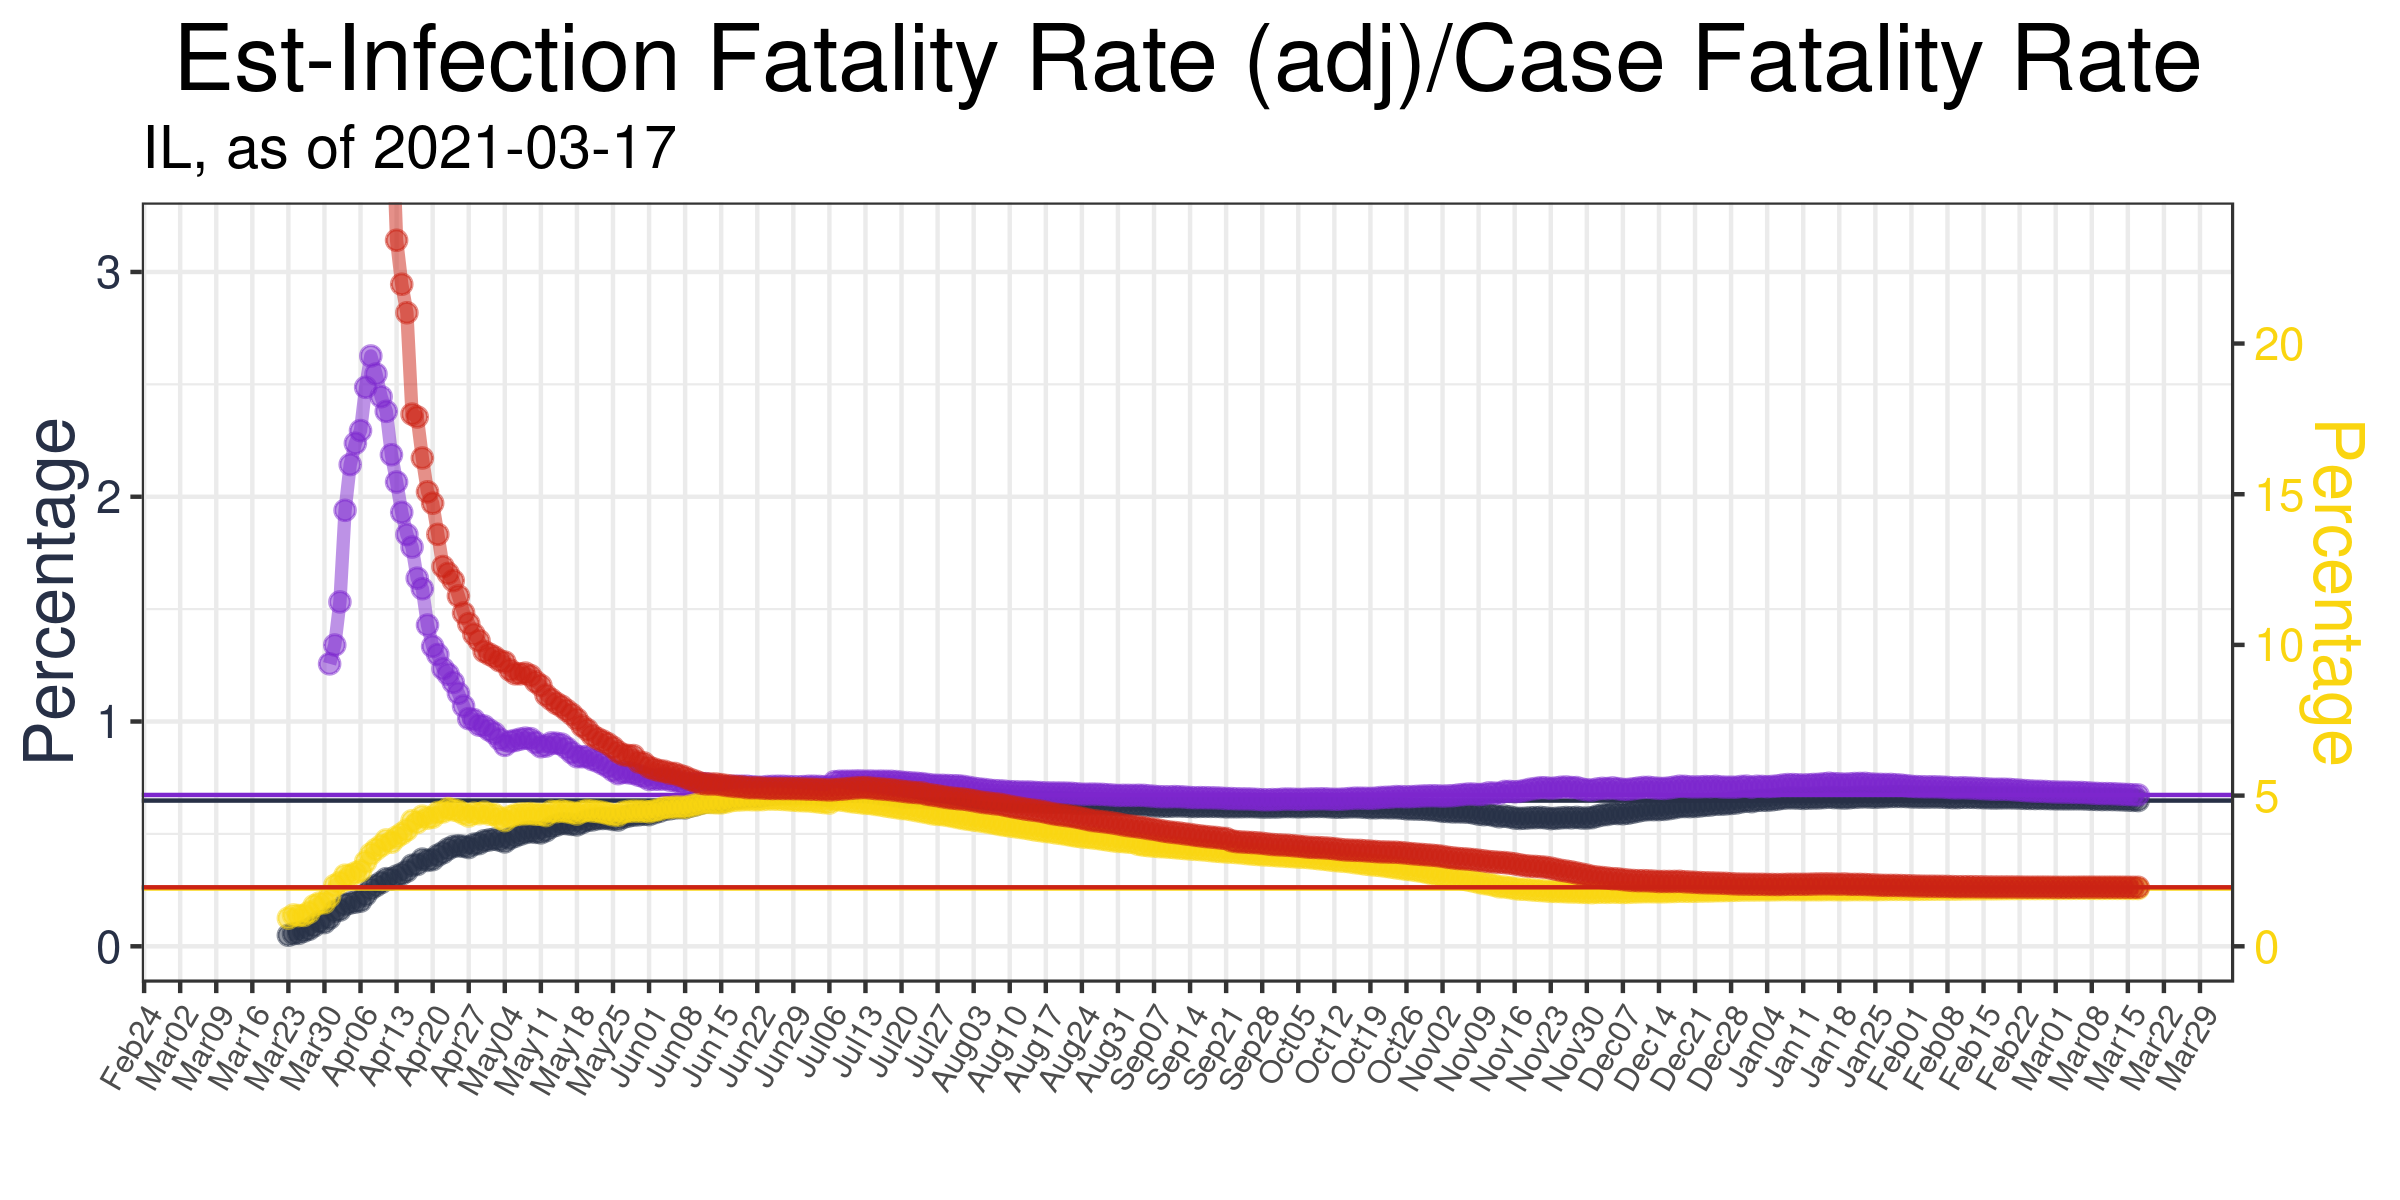 Est-Infection Fatality Rate (adj)/Case Fatality Rate
IL, as of 2021-03-17
Percentage
3
2
1
0
20
15
10
5
0
Percentage
Feb24
Mar02
Mar09
Mar16
Mar23
Mar30
Apr06
Apr13
Apr20
Apr27
May04
May11
May18
May25
Jun01
Jun08
Jun15
Jun22
Jun29
Jul06
Jul13
Jul20
Jul27
Aug03
Aug10
Aug17
Aug24
Aug31
Sep07
Sep14
Sep21
Sep28
Oct05
Oct12
Oct19
Oct26
Nov02
Nov09
Nov16
Nov23
Nov30
Dec07
Dec14
Dec21
Dec28
Jan04
Jan11
Jan18
Jan25
Feb01
Feb08
Feb15
Feb22
Mar01
Mar08
Mar15
Mar22
Mar29